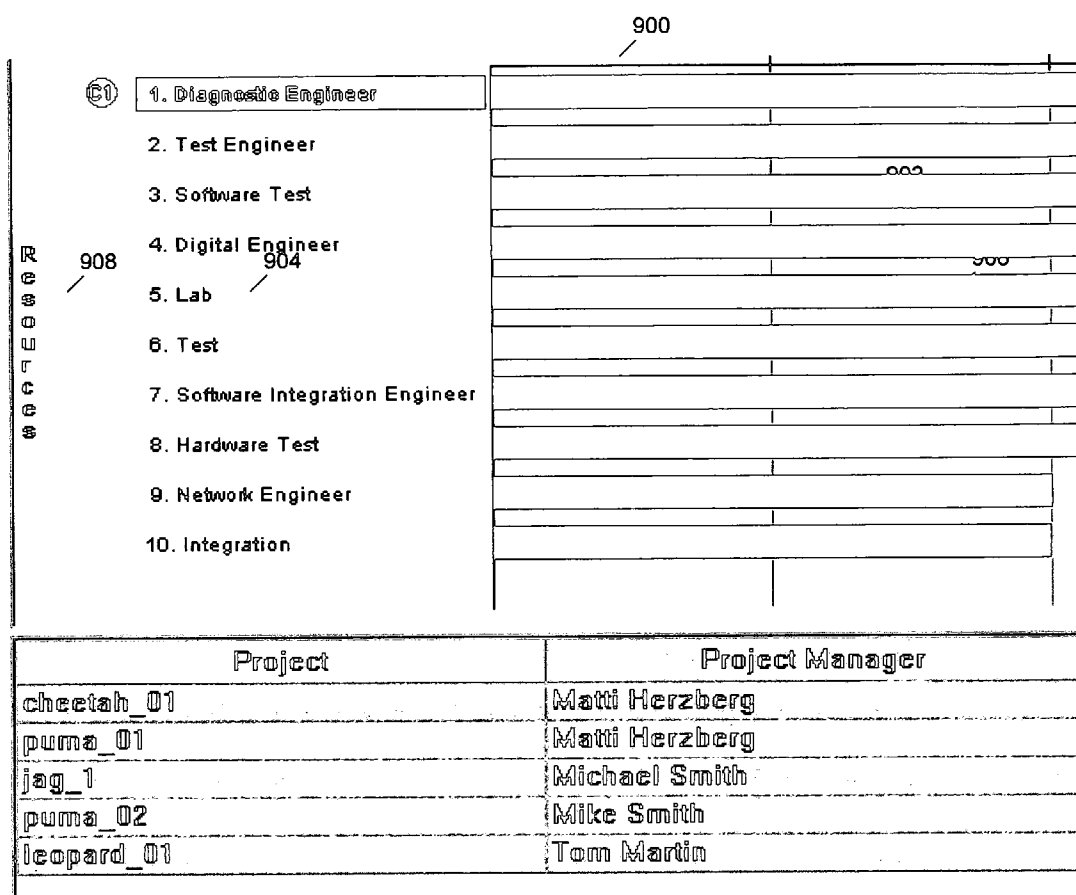 900
C1 1. Diagnostic Engineer
2. Test Engineer
3. Software Test
4. Digital Engineer
908
904
5. Lab
6. Test
7. Software Integration Engineer
8. Hardware Test
9. Network Engineer
10. Integration
Resources
Project Project Manager
cheetah_01 Matti Herzberg
puma_01 Matti Herzberg
jag_1 Michael Smith
puma_02 Mike Smith
leopard_01 Tom Martin